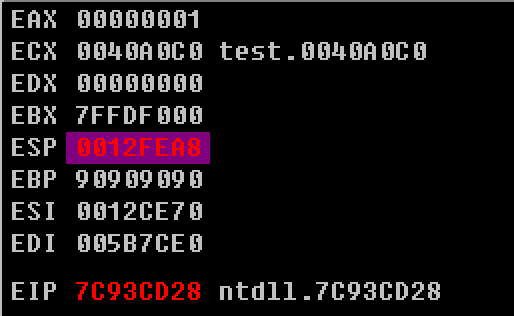 EAX 00000001
ECX 0040A0C0 test.0040A0C0
EDX 00000000
EBX 7FFDF000
ESP 0012FEA8
EBP 90909090
ESI 0012CE70
EDI 005B7CE0
EIP 7C93CD28 ntdll.7C93CD28